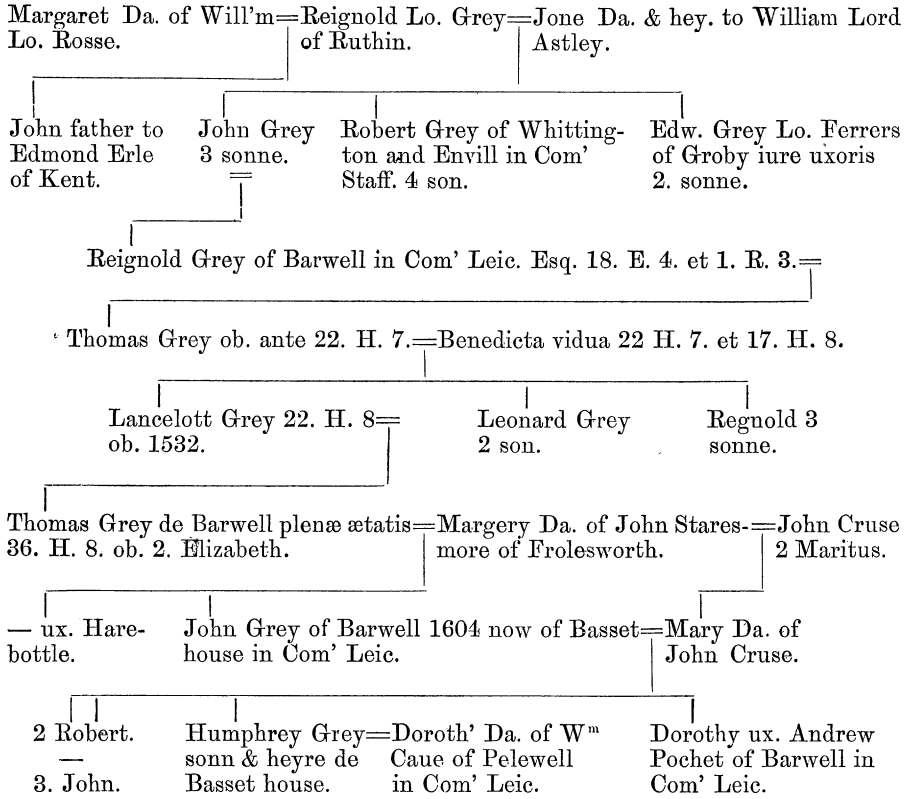 Margaret Da. of Will'm=Reignold Lo. Grey=Jone Da. & hey. to William Lord
Lo. Rosse. of Ruthin. Astley.
John father to
Edmond Erle
of Kent.
John Grey
3 sonne.
=
Robert Grey of Whitting-
ton and Envill in Com'
Staff. 4 son.
Edw. Grey Lo. Ferrers
of Groby iure uxoris
2. sonne.
Reignold Grey of Barwell in Com' Leic. Esq. 18. E. 4. et 1. R. 3.=
Thomas Grey ob. ante 22. H. 7.=Benedicta vidua 22 H. 7. et 17. H. 8.
Lancelott Grey 22. H. 8=
ob. 1532.
Leonard Grey
2 son.
Regnold 3
sonne.
Thomas Grey de Barwell plenæ ætatis=Margery Da. of John Stares-=John Cruse
36. H. 8. ob. 2. Elizabeth. more of Frolesworth. 2 Maritus.
— ux. Hare-
bottle.
John Grey of Barwell 1604 now of Basset=Mary Da. of
house in Com' Leic. John Cruse.
2 Robert.
—
3. John.
Humphrey Grey=Doroth' Da. of Wᵐ
sonn & heyre de Caue of Pelewell
Basset house. in Com' Leic.
Dorothy ux. Andrew
Pochet of Barwell in
Com' Leic.